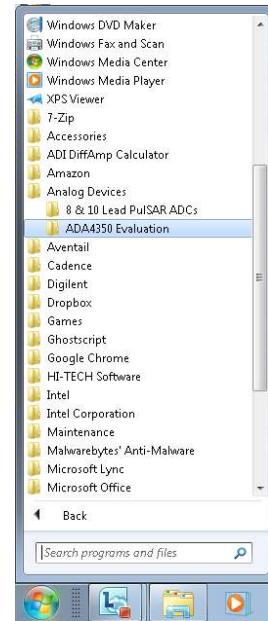 Windows DVD Maker
Windows Fax and Scan
Windows Media Center
Windows Media Player
XPS Viewer
7-Zip
Accessories
ADI DiffAmp Calculator
Amazon
Analog Devices
8 & 10 Lead PulSAR ADCs
ADA4350 Evaluation
Aventail
Cadence
Digilent
Dropbox
Games
Ghostscript
Google Chrome
HI-TECH Software
Intel
Intel Corporation
Maintenance
Malwarebytes' Anti-Malware
Microsoft Lync
Microsoft Office
Back
Search programs and files